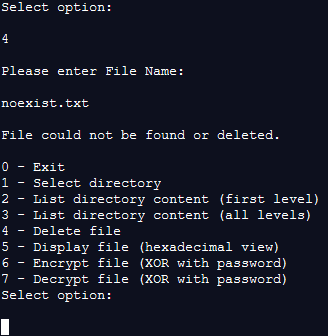 Select option:
4
Please enter File Name:
noexist.txt
File could not be found or deleted.
0 - Exit
1 - Select directory
2 - List directory content (first level)
3 - List directory content (all levels)
4 - Delete file
5 - Display file (hexadecimal view)
6 - Encrypt file (XOR with password)
7 - Decrypt file (XOR with password)
Select option: